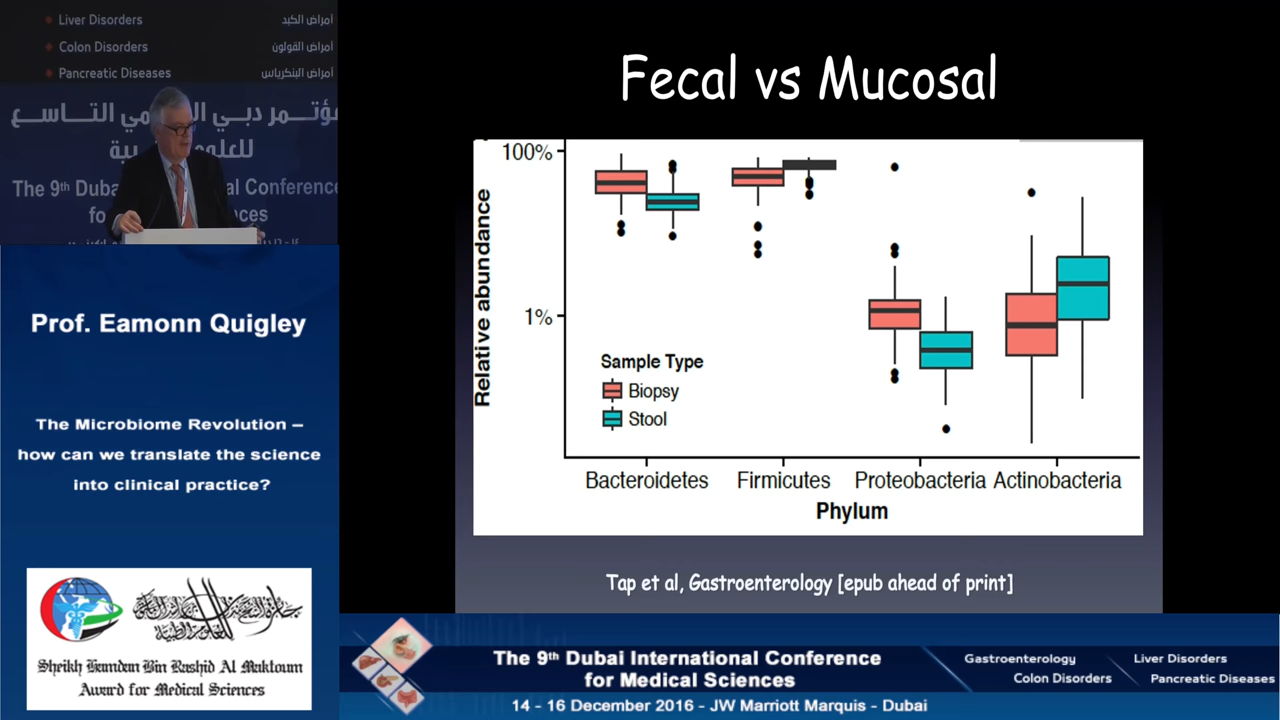 Liver Disorders
أمراض الكبد
Colon Disorders
أمراض القولون
Pancreatic Diseases
أمراض البنكرياس
التـــاســـع
The 9th Duba
al Conference
Prof. Eamonn Quigley
The Microbiome Revolution –
how can we translate the science
into clinical practice?
Sheikh Hamdan Bin Rashid Al Maktoum
Award for Medical Sciences
Fecal vs Mucosal
Relative abundance
100%
1%
Sample Type
Biopsy
Stool
Bacteroidetes Firmicutes Proteobacteria Actinobacteria
Phylum
Tap et al, Gastroenterology [epub ahead of print]
The 9th Dubai International Conference
for Medical Sciences
14 - 16 December 2016 - JW Marriott Marquis - Dubai
Gastroenterology
Liver Disorders
Colon Disorders
Pancreatic Diseases